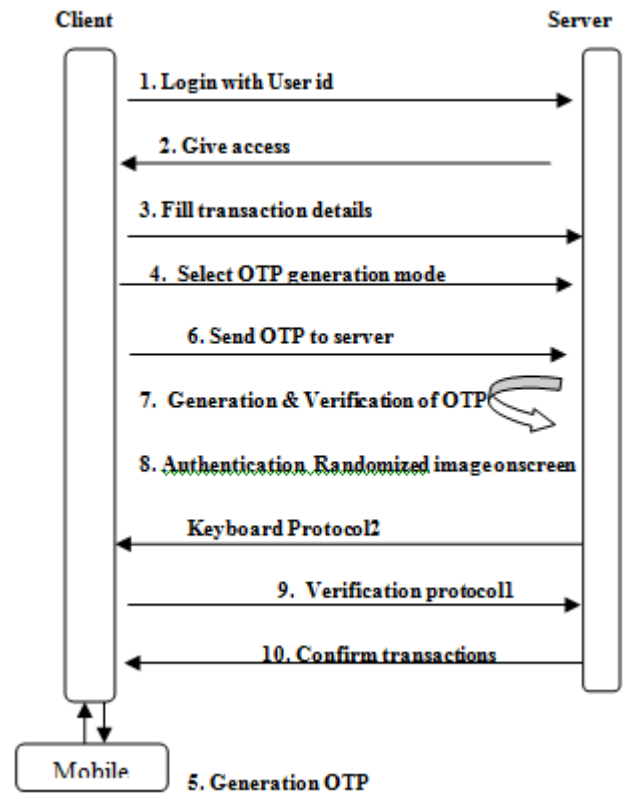 Client Server
1. Login with User id
2. Give access
3. Fill transaction details
4. Select OTP generation mode
6. Send OTP to server
7. Generation & Verification of OTP
8. Authentication Randomized image onscreen
Keyboard Protocol2
9. Verification protocol1
10. Confirm transactions
Mobile
5. Generation OTP